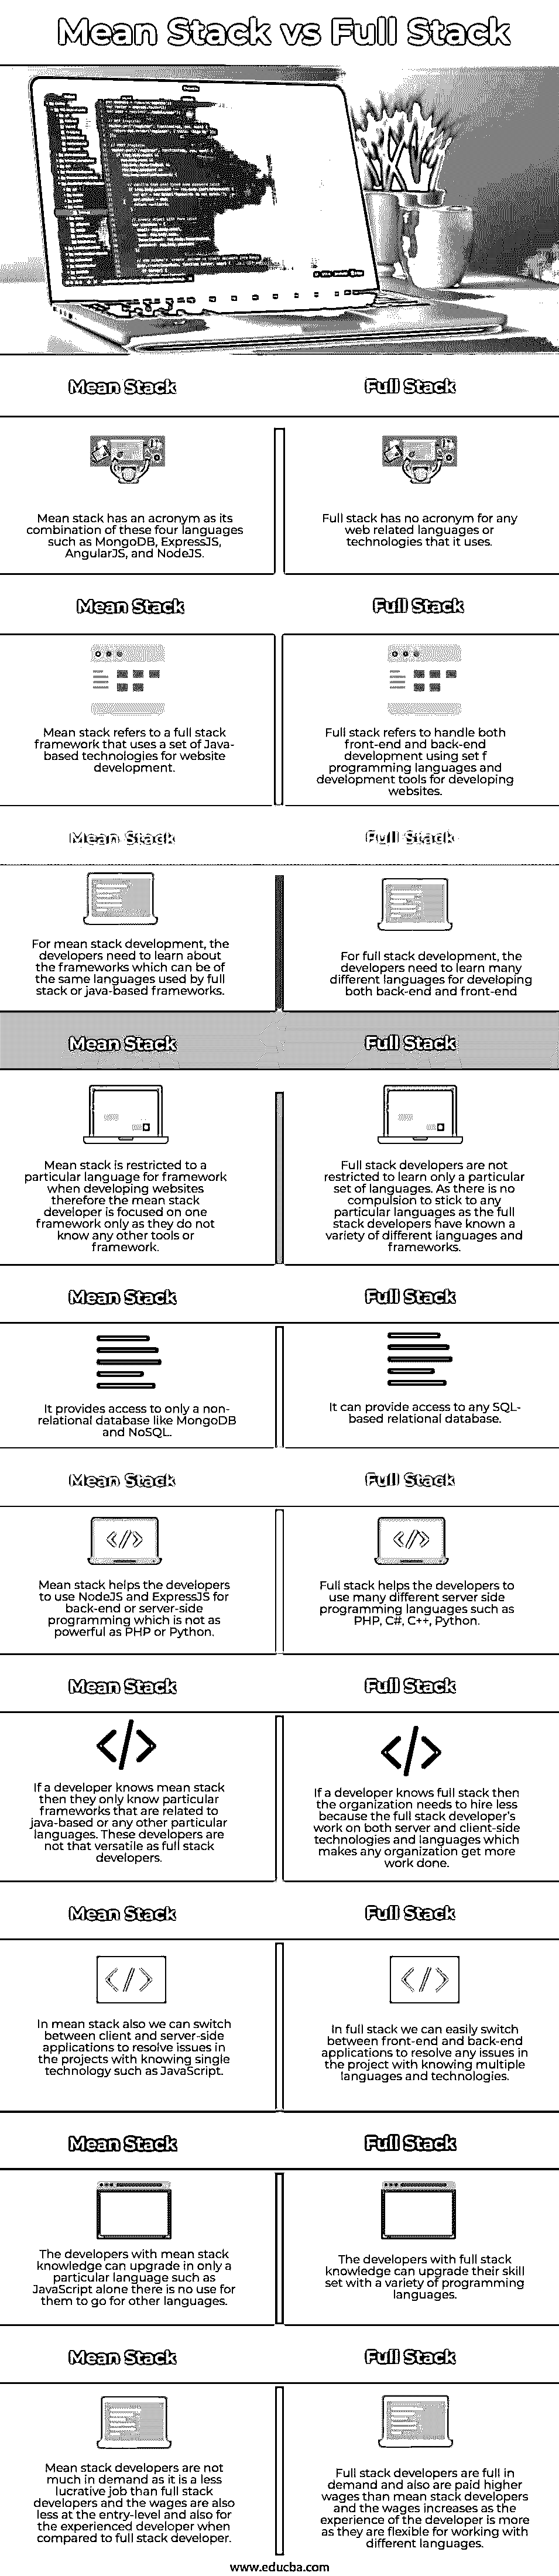 Mean Stack vs Full Stack
Mean Stack
Full Stack
Mean stack has an acronym as its
combination of these four languages
such as MongoDB, ExpressJS,
AngularJS, and NodeJS.
Full stack has no acronym for any
web related languages or
technologies that it uses.
Mean Stack
Full Stack
Mean stack refers to a full stack
framework that uses a set of Java-
based technologies for website
development.
Full stack refers to handle both
front-end and back-end
development using set f
programming languages and
development tools for developing
websites.
Mean Stack
Full Stack
For mean stack development, the
developers need to learn about
the frameworks which can be of
the same languages used by full
stack or java-based frameworks.
For full stack development, the
developers need to learn many
different languages for developing
both back-end and front-end
Mean Stack
Full Stack
Mean stack is restricted to a
particular language for framework
when developing websites
therefore the mean stack
developer is focused on one
framework only as they do not
know any other tools or
framework.
Full stack developers are not
restricted to learn only a particular
set of languages. As there is no
compulsion to stick to any
particular languages as the full
stack developers have known a
variety of different languages and
frameworks.
Mean Stack
Full Stack
It provides access to only a non-
relational database like MongoDB
and NoSQL.
It can provide access to any SQL-
based relational database.
Mean Stack
Full Stack
Mean stack helps the developers
to use NodeJS and ExpressJS for
back-end or server-side
programming which is not as
powerful as PHP or Python.
Full stack helps the developers to
use many different server side
programming languages such as
PHP, C#, C++, Python.
Mean Stack
Full Stack
If a developer knows mean stack
then they only know particular
frameworks that are related to
java-based or any other particular
languages. These developers are
not that versatile as full stack
developers.
If a developer knows full stack then
the organization needs to hire less
because the full stack developer's
work on both server and client-side
technologies and languages which
makes any organization get more
work done.
Mean Stack
Full Stack
In mean stack also we can switch
between client and server-side
applications to resolve issues in
the projects with knowing single
technology such as JavaScript.
In full stack we can easily switch
between front-end and back-end
applications to resolve any issues in
the project with knowing multiple
languages and technologies.
Mean Stack
Full Stack
The developers with mean stack
knowledge can upgrade in only a
particular language such as
JavaScript alone there is no use for
them to go for other languages.
The developers with full stack
knowledge can upgrade their skill
set with a variety of programming
languages.
Mean Stack
Full Stack
Mean stack developers are not
much in demand as it is a less
lucrative job than full stack
developers and the wages are also
less at the entry-level and also for
the experienced developer when
compared to full stack developer.
Full stack developers are full in
demand and also are paid higher
wages than mean stack developers
and the wages increases as the
experience of the developer is more
as they are flexible for working with
different languages.
www.educba.com